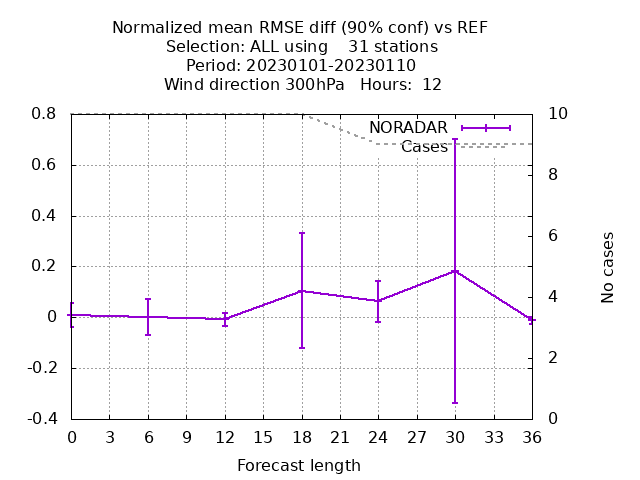 Normalized mean RMSE diff (90% conf) vs REF
Selection: ALL using    31 stations
Period: 20230101-20230110
Wind direction 300hPa   Hours:  12
0.8
0.6
0.4
0.2
0
-0.2
-0.4
10
8
6
4
2
0
NORADAR
Cases
No cases
0 3 6 9 12 15 18 21 24 27 30 33 36
Forecast length